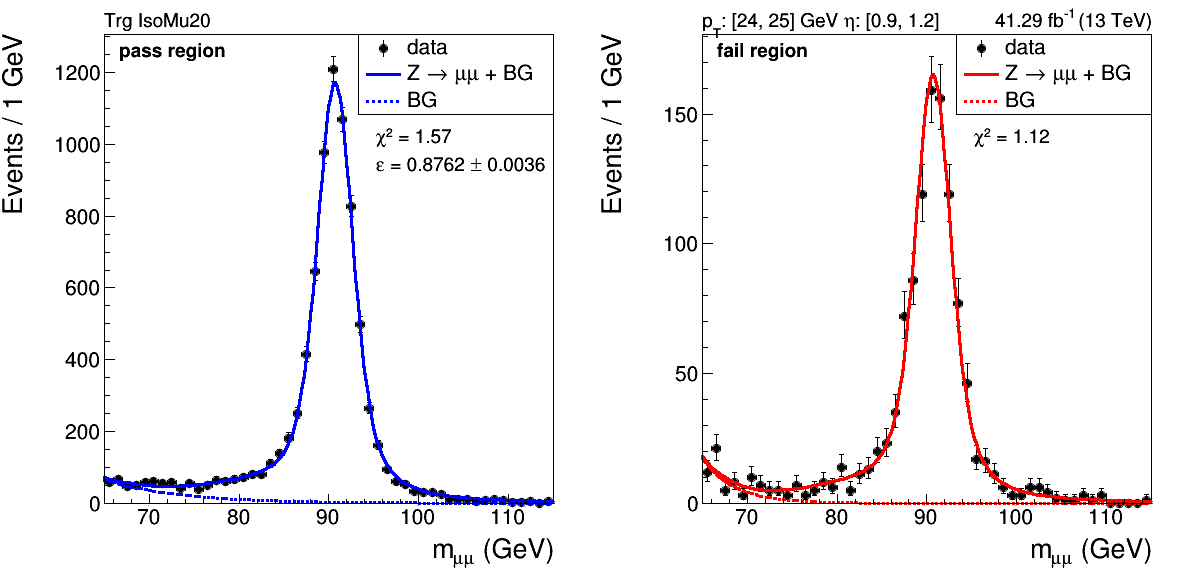 Trg IsoMu20
pass region
data
Z → μμ + BG
BG
χ² = 1.57
ε = 0.8762 ± 0.0036
Events / 1 GeV
1200
1000
800
600
400
200
0
70 80 90 100 110
m_μμ (GeV)
p_T: [24, 25] GeV η: [0.9, 1.2] 41.29 fb⁻¹ (13 TeV)
fail region
data
Z → μμ + BG
BG
χ² = 1.12
Events / 1 GeV
150
100
50
0
70 80 90 100 110
m_μμ (GeV)